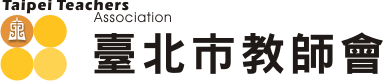 Taipei Teachers
Association
臺北市教師會